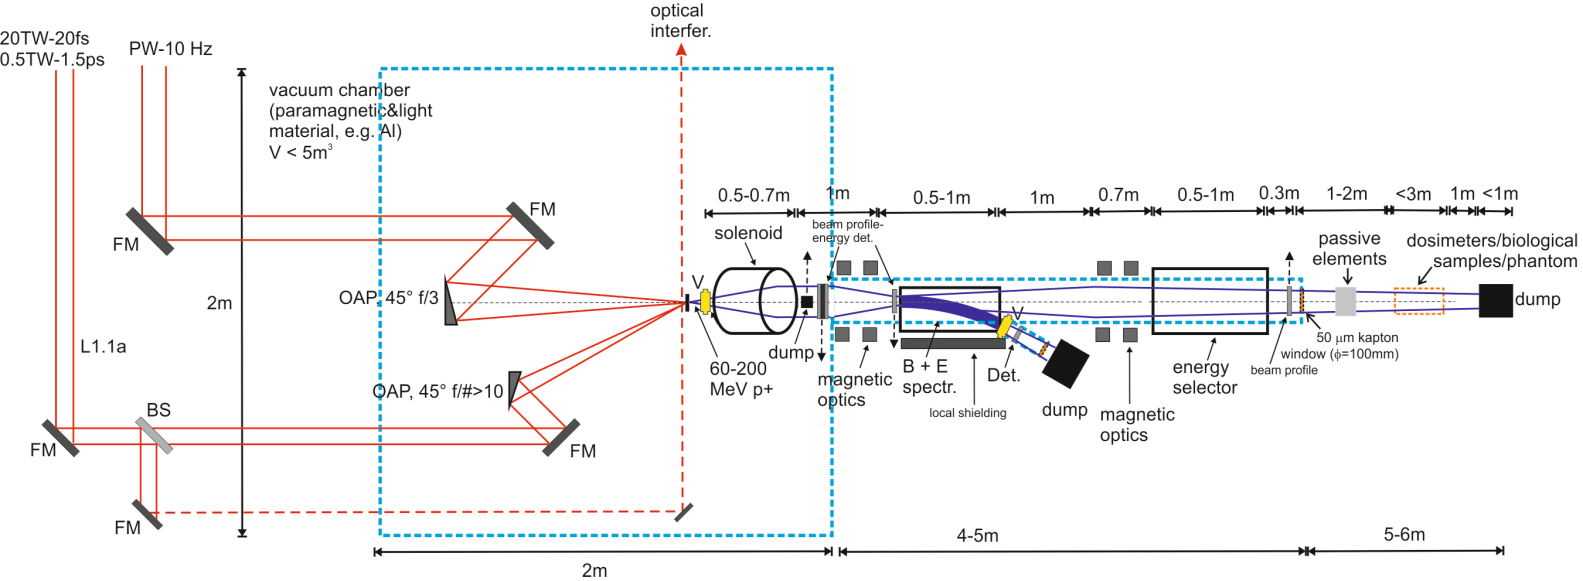 optical
interfer.
20TW-20fs
0.5TW-1.5ps
PW-10 Hz
vacuum chamber
(paramagnetic&light
material, e.g. Al)
V < 5m³
FM
FM
OAP, 45° f/3
2m
L1.1a
OAP, 45° f/#>10
BS
FM
FM
FM
2m
0.5-0.7m
1m
0.5-1m
1m
0.7m
0.5-1m
0.3m
1-2m
<3m
1m
<1m
solenoid
beam profile-
energy det.
passive
elements
dosimeters/biological
samples/phantom
V
V
dump
dump
60-200
MeV p+
magnetic
optics
B + E
spectr.
Det.
local shielding
dump
magnetic
optics
energy
selector
50 μm kapton
window (ϕ=100mm)
beam profile
4-5m
5-6m